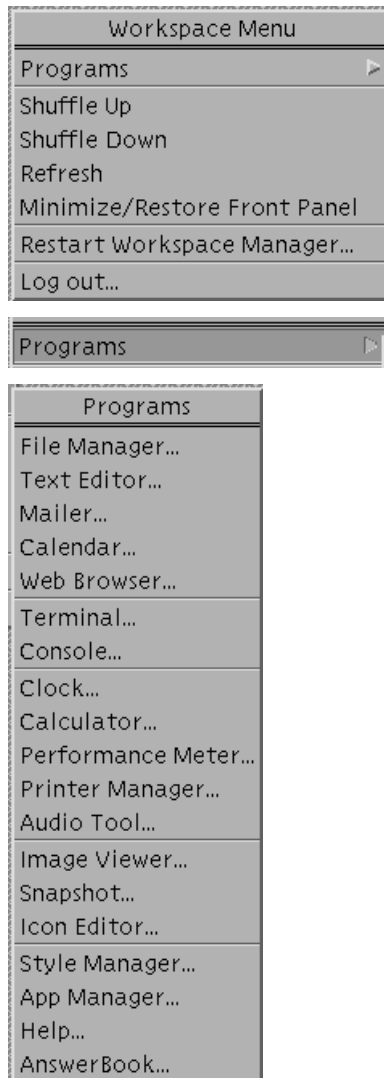 Workspace Menu
Programs
Shuffle Up
Shuffle Down
Refresh
Minimize/Restore Front Panel
Restart Workspace Manager...
Log out...
Programs
Programs
File Manager...
Text Editor...
Mailer...
Calendar...
Web Browser...
Terminal...
Console...
Clock...
Calculator...
Performance Meter...
Printer Manager...
Audio Tool...
Image Viewer...
Snapshot...
Icon Editor...
Style Manager...
App Manager...
Help...
AnswerBook...